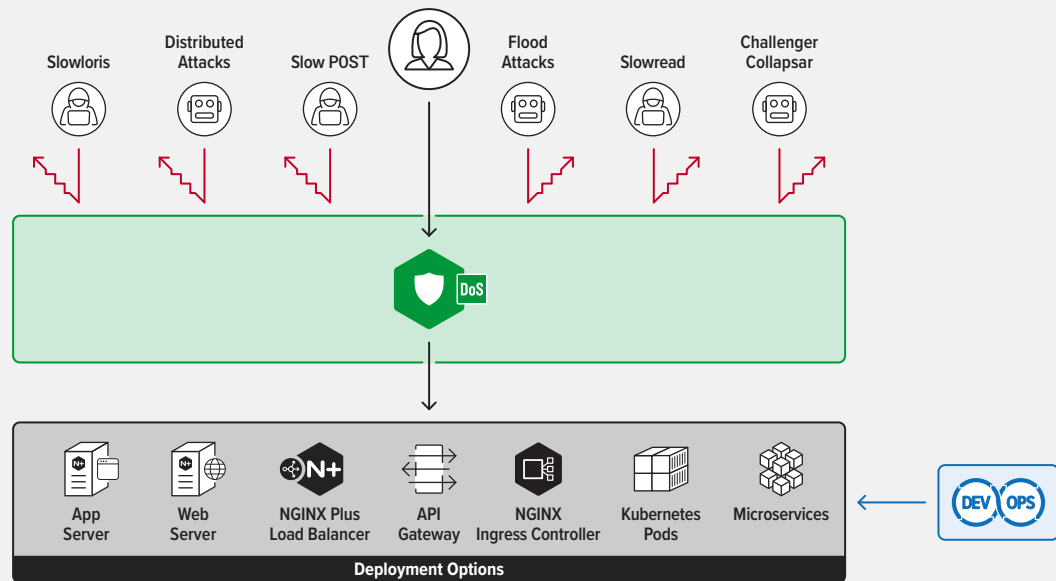 Slowloris
Distributed
Attacks
Slow POST
Flood
Attacks
Slowread
Challenger
Collapsar
DoS
N+
N+
N+
App
Server
Web
Server
NGINX Plus
Load Balancer
API
Gateway
NGINX
Ingress Controller
Kubernetes
Pods
Microservices
DEV OPS
Deployment Options